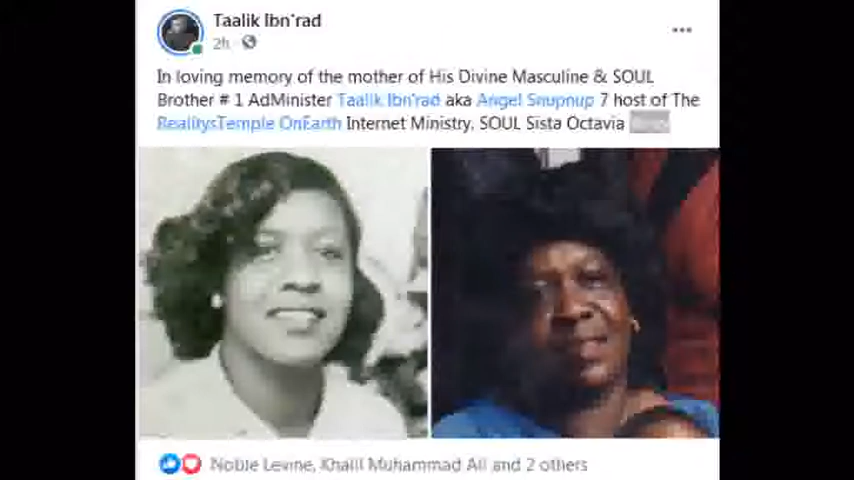 Taalik Ibn'rad
2h
In loving memory of the mother of His Divine Masculine & SOUL
Brother # 1 AdMinister Taalik Ibn'rad aka Angel Snupnup 7 host of The
RealitysTemple OnEarth Internet Ministry, SOUL Sista Octavia
Noble Levine, Khalil Muhammad Ali and 2 others